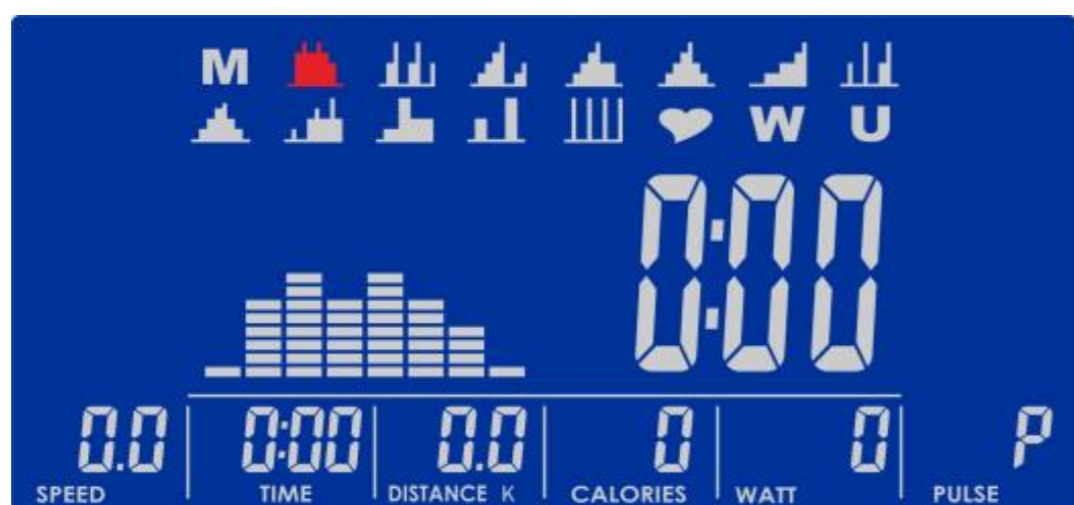 M
W U
0:00
0.0 0:00 0.0 0 0 P
SPEED TIME DISTANCE K CALORIES WATT PULSE